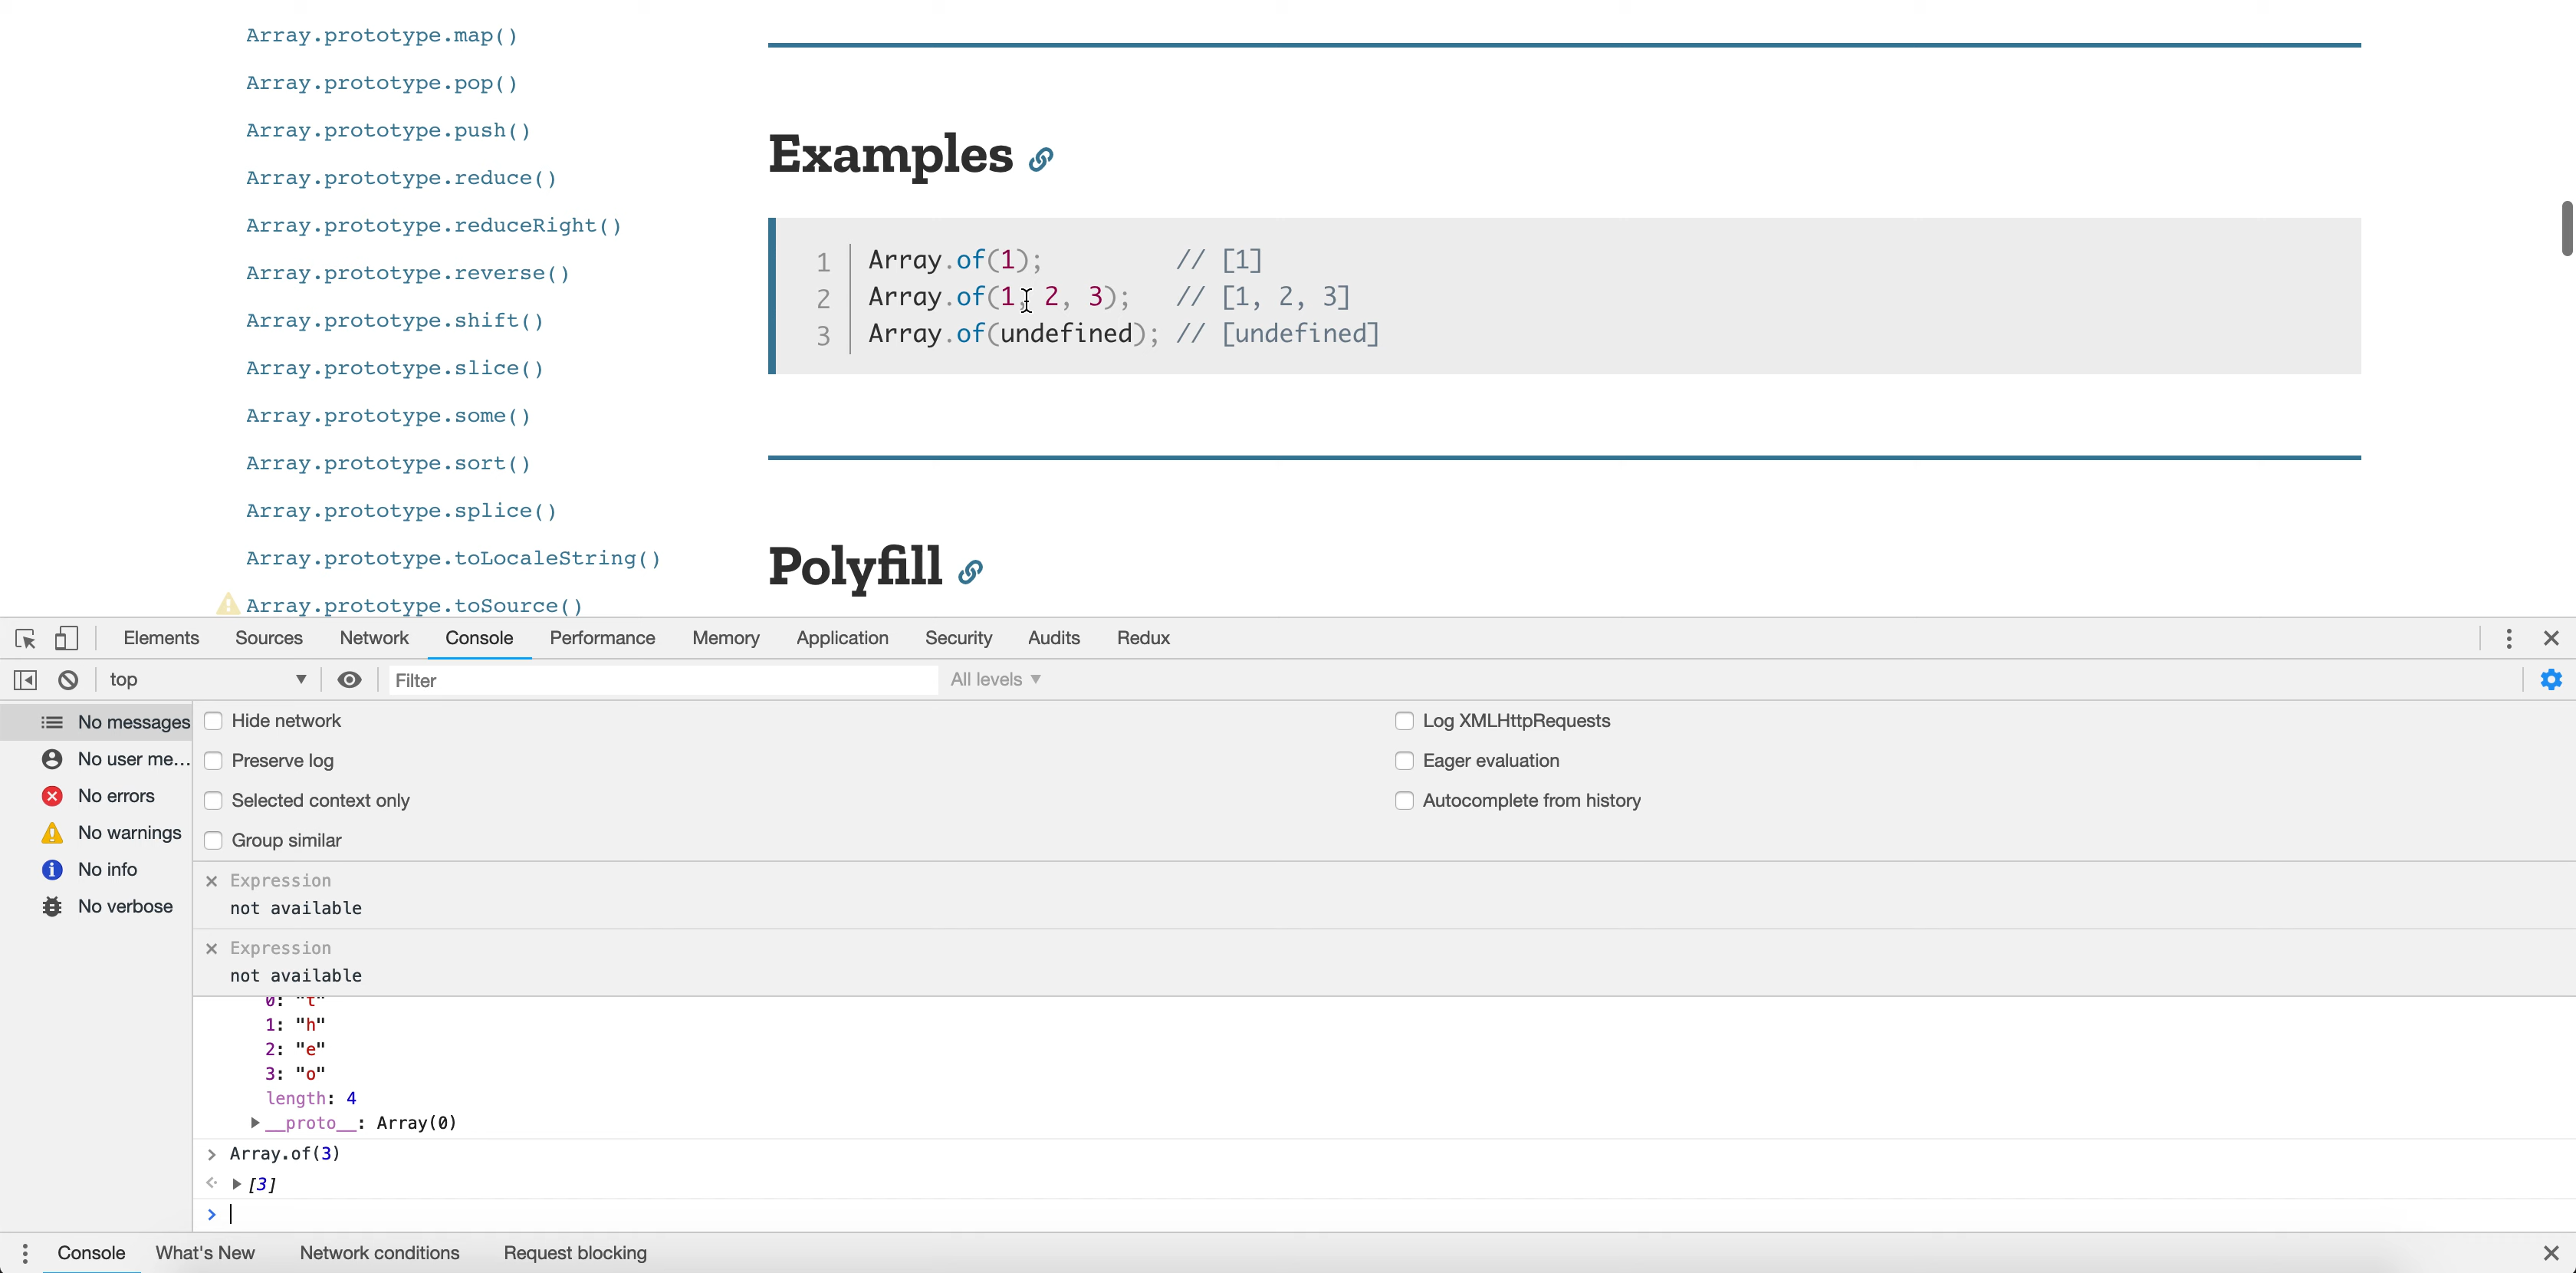 Array.prototype.map()
Array.prototype.pop()
Array.prototype.push()
Array.prototype.reduce()
Array.prototype.reduceRight()
Array.prototype.reverse()
Array.prototype.shift()
Array.prototype.slice()
Array.prototype.some()
Array.prototype.sort()
Array.prototype.splice()
Array.prototype.toLocaleString()
Array.prototype.toSource()
Examples
1 Array.of(1); // [1]
2 Array.of(1, 2, 3); // [1, 2, 3]
3 Array.of(undefined); // [undefined]
Polyfill
Elements Sources Network Console Performance Memory Application Security Audits Redux
top Filter All levels
No messages
No user me...
No errors
No warnings
No info
No verbose
Hide network
Preserve log
Selected context only
Group similar
Log XMLHttpRequests
Eager evaluation
Autocomplete from history
Expression
not available
Expression
not available
0: "t"
1: "h"
2: "e"
3: "o"
length: 4
__proto__: Array(0)
> Array.of(3)
[3]
>
Console What's New Network conditions Request blocking